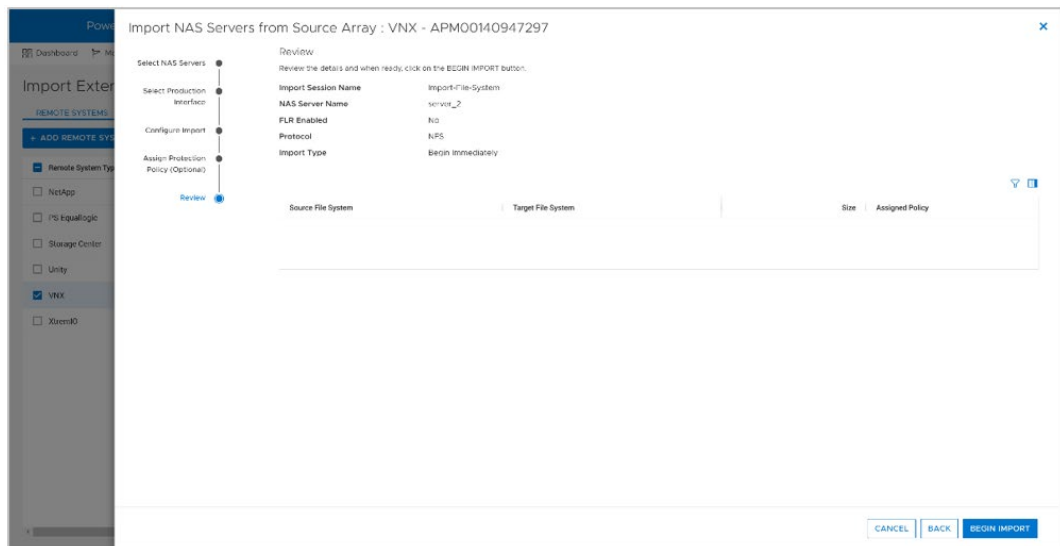 Powe
Import NAS Servers from Source Array : VNX - APM00140947297
Dashboard
Import Exter
REMOTE SYSTEMS
+ ADD REMOTE SYS
Remote System Typ
NetApp
PS Equallogic
Storage Center
Unity
VNX
XtremIO
Select NAS Servers
Select Production
Interface
Configure Import
Assign Protection
Policy (Optional)
Review
Review
Review the details and when ready, click on the BEGIN IMPORT button.
Import Session Name Import-File-System
NAS Server Name server_2
FLR Enabled No
Protocol NFS
Import Type Begin Immediately
Source File System Target File System Size Assigned Policy
CANCEL BACK BEGIN IMPORT